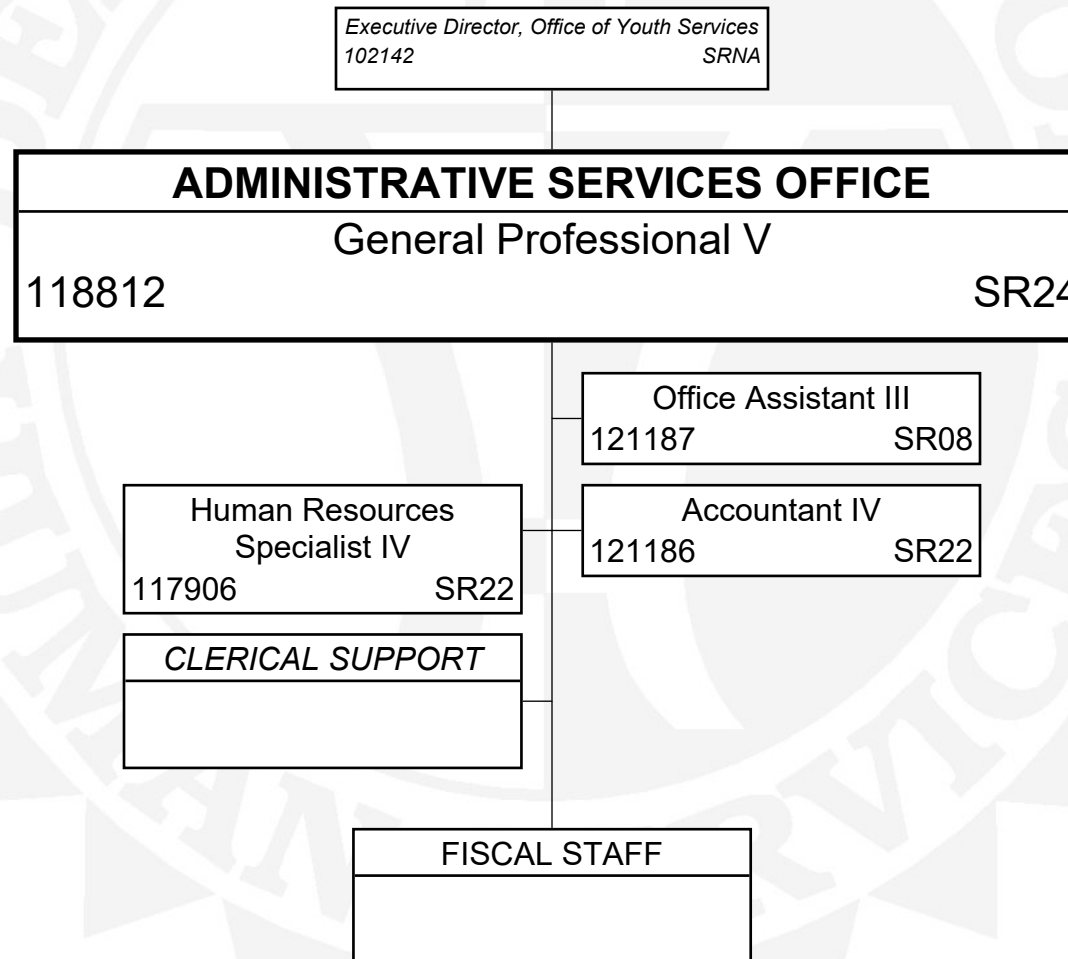 Executive Director, Office of Youth Services
102142 SRNA
ADMINISTRATIVE SERVICES OFFICE
General Professional V
118812 SR24
Office Assistant III
121187 SR08
Human Resources
Specialist IV
117906 SR22
Accountant IV
121186 SR22
CLERICAL SUPPORT
FISCAL STAFF